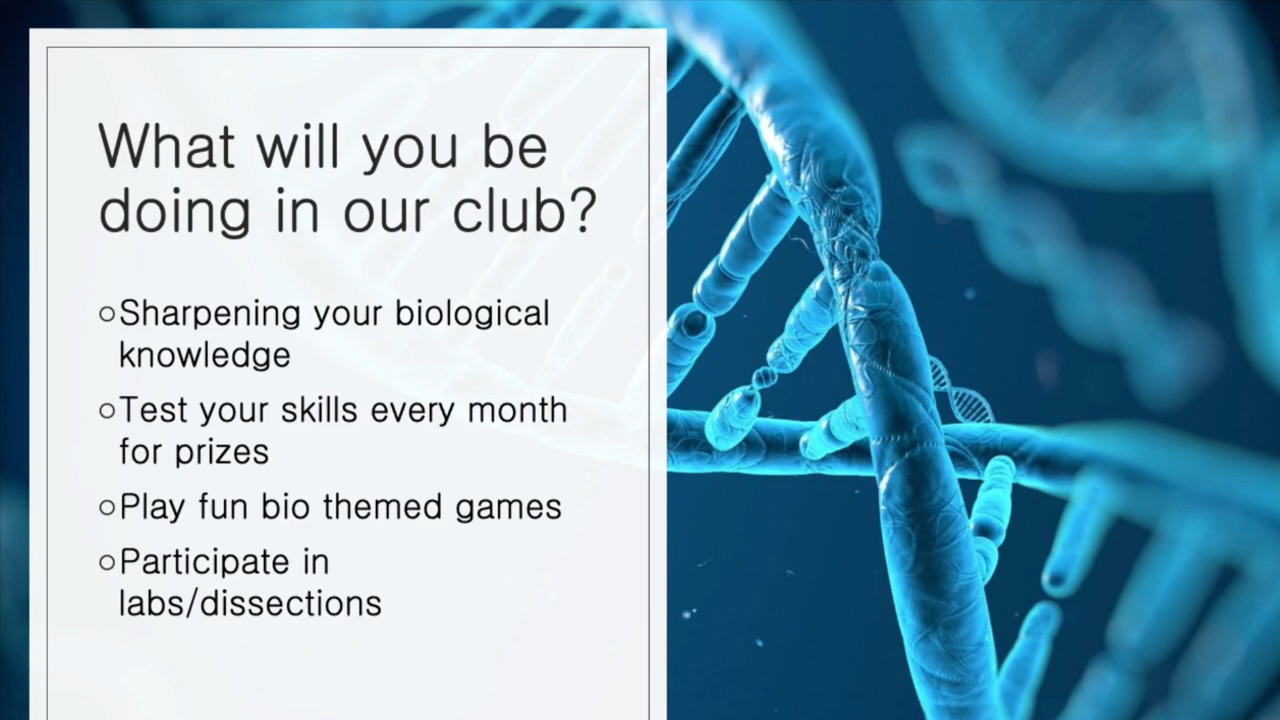 What will you be
doing in our club?
○Sharpening your biological
knowledge
○Test your skills every month
for prizes
○Play fun bio themed games
○Participate in
labs/dissections